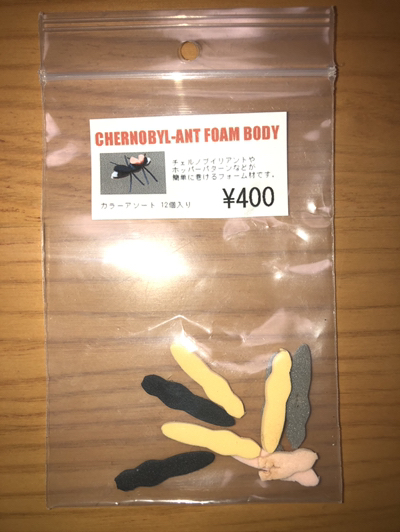 CHERNOBYL-ANT FOAM BODY
チェルノブイリアントや
ホッパーパターンなどが
簡単に巻けるフォーム材です。
カラーアソート 12個入り
¥400